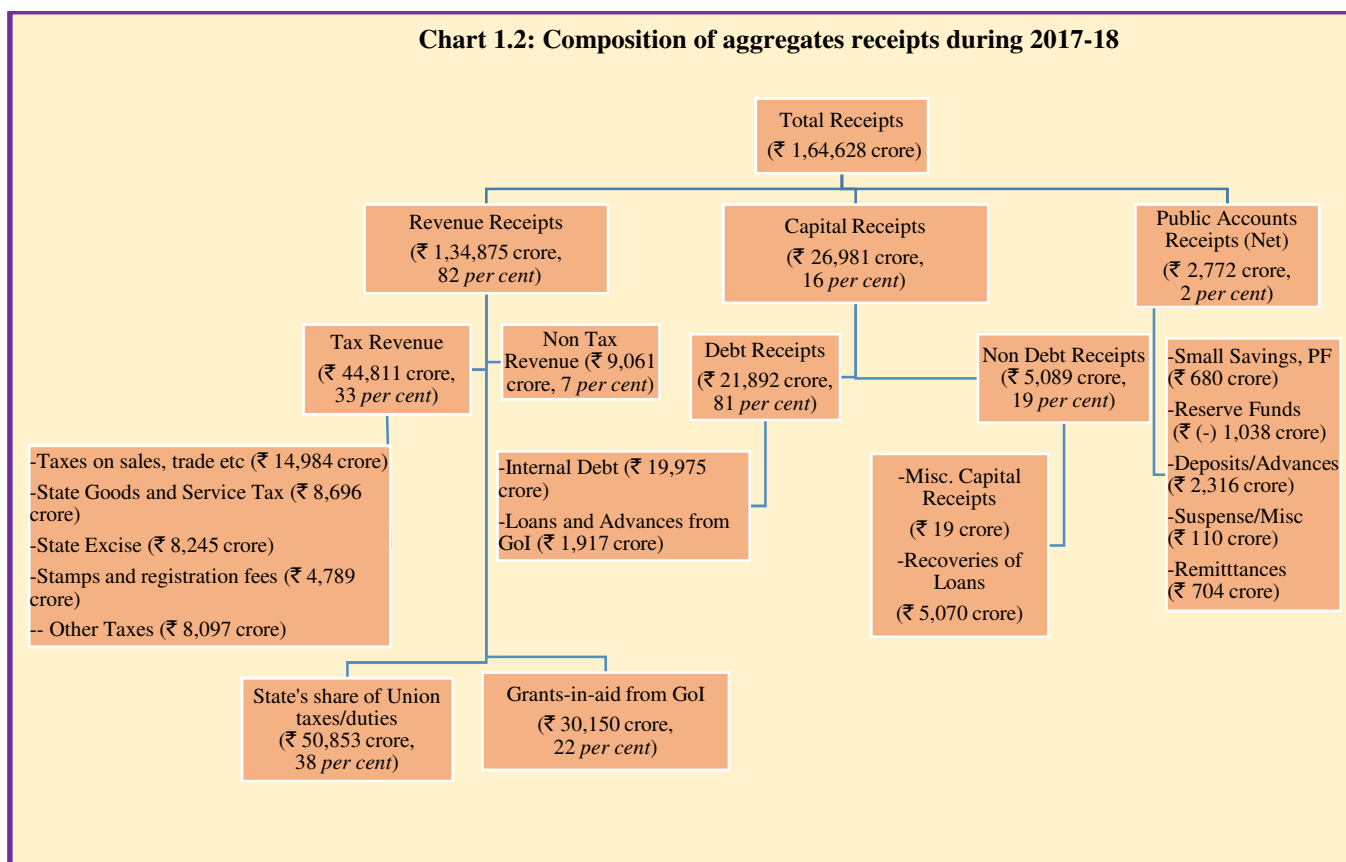 Chart 1.2: Composition of aggregates receipts during 2017-18
Total Receipts
(₹ 1,64,628 crore)
Revenue Receipts
(₹ 1,34,875 crore,
82 per cent)
Capital Receipts
(₹ 26,981 crore,
16 per cent)
Public Accounts
Receipts (Net)
(₹ 2,772 crore,
2 per cent)
Tax Revenue
(₹ 44,811 crore,
33 per cent)
Non Tax
Revenue (₹ 9,061
crore, 7 per cent)
Debt Receipts
(₹ 21,892 crore,
81 per cent)
Non Debt Receipts
(₹ 5,089 crore,
19 per cent)
-Small Savings, PF
(₹ 680 crore)
-Reserve Funds
(₹ (-) 1,038 crore)
-Deposits/Advances
(₹ 2,316 crore)
-Suspense/Misc
(₹ 110 crore)
-Remitttances
(₹ 704 crore)
-Taxes on sales, trade etc (₹ 14,984 crore)
-State Goods and Service Tax (₹ 8,696
crore)
-State Excise (₹ 8,245 crore)
-Stamps and registration fees (₹ 4,789
crore)
-- Other Taxes (₹ 8,097 crore)
-Internal Debt (₹ 19,975
crore)
-Loans and Advances from
GoI (₹ 1,917 crore)
-Misc. Capital
Receipts
(₹ 19 crore)
-Recoveries of
Loans
(₹ 5,070 crore)
State's share of Union
taxes/duties
(₹ 50,853 crore,
38 per cent)
Grants-in-aid from GoI
(₹ 30,150 crore,
22 per cent)